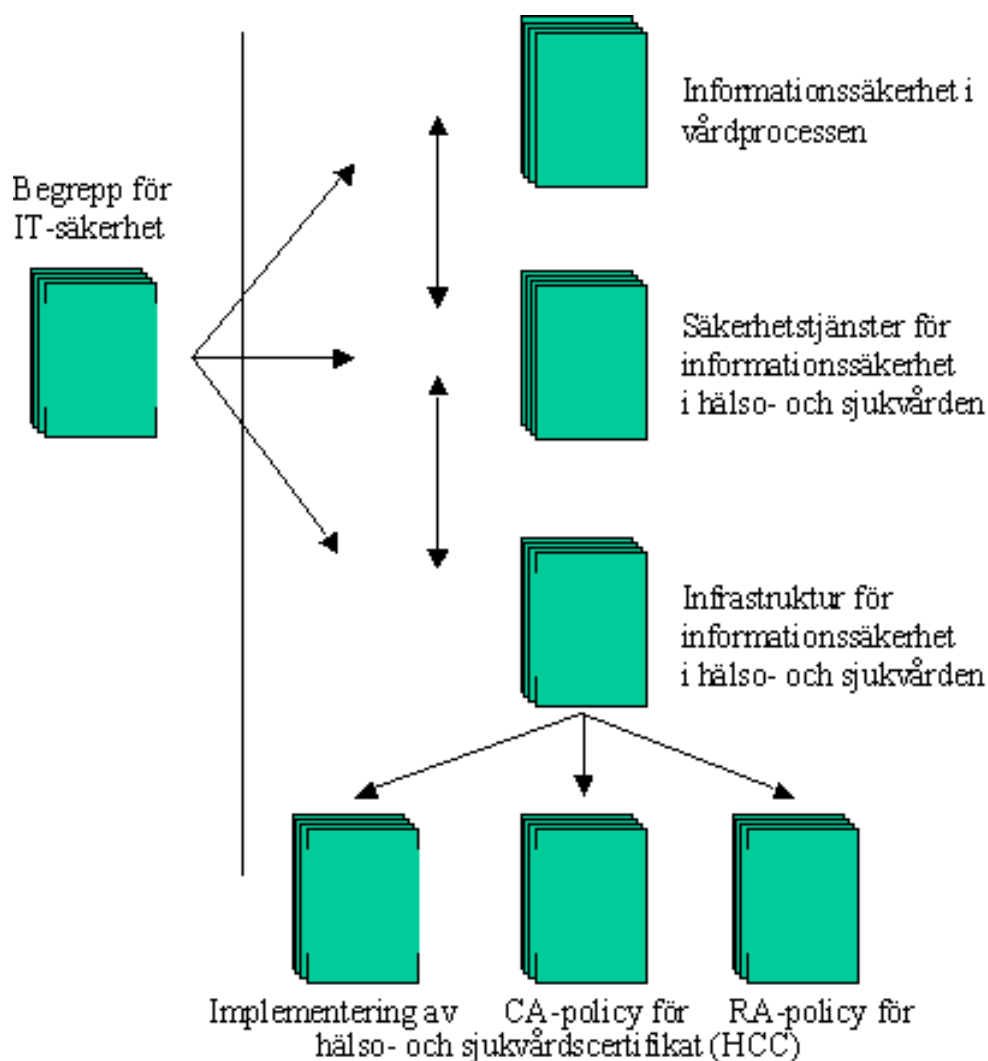 Informationssäkerhet i
vårdprocessen
Begrepp för
IT-säkerhet
Säkerhetstjänster för
informationssäkerhet
i hälso- och sjukvården
Infrastruktur för
informationssäkerhet
i hälso- och sjukvården
Implementering av CA-policy för RA-policy för
hälso- och sjukvårdscertifikat (HCC)